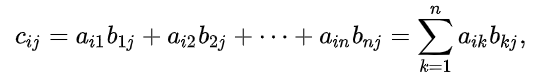 $c_{ij} = a_{i1}b_{1j} + a_{i2}b_{2j} + \cdots + a_{in}b_{nj} = \sum_{k=1}^{n} a_{ik}b_{kj},$